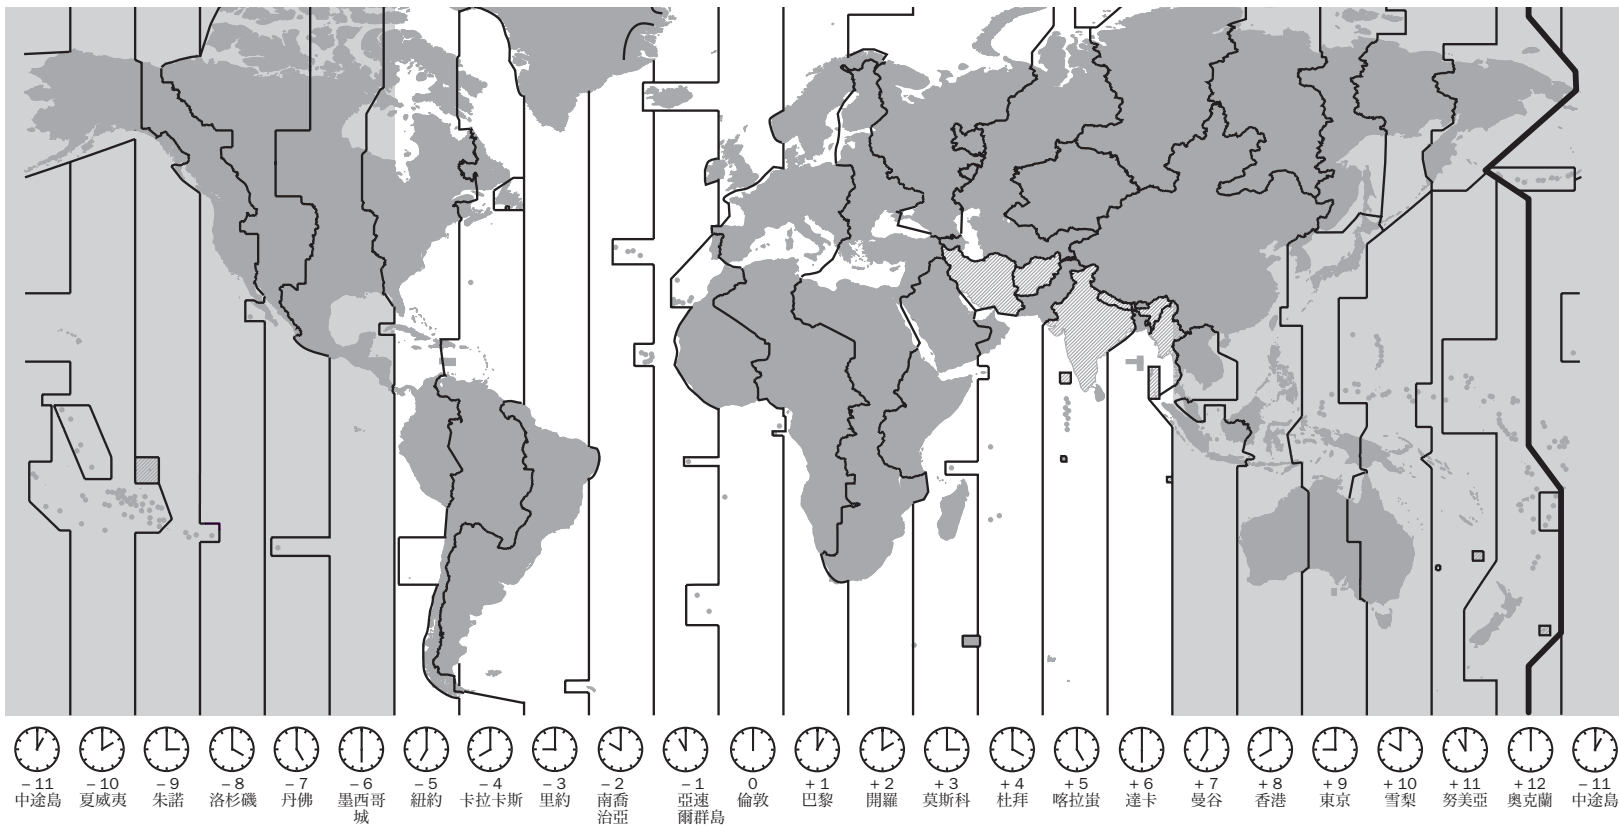 − 11 − 10 − 9 − 8 − 7 − 6 − 5 − 4 − 3 − 2 − 1 0 + 1 + 2 + 3 + 4 + 5 + 6 + 7 + 8 + 9 + 10 + 11 + 12 − 11
中途島 夏威夷 朱諾 洛杉磯 丹佛 墨西哥 紐約 卡拉卡斯 里約 南喬 亞速 倫敦 巴黎 開羅 莫斯科 杜拜 喀拉蚩 達卡 曼谷 香港 東京 雪梨 努美亞 奧克蘭 中途島
城 治亞 爾群島